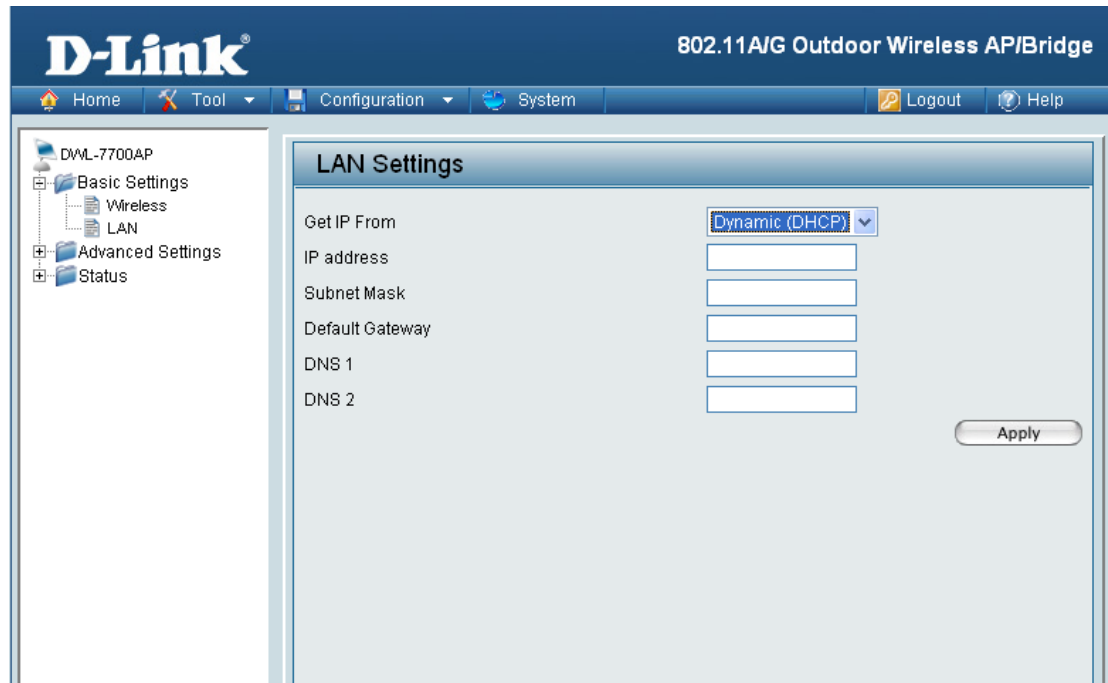 D-Link®
802.11A/G Outdoor Wireless AP/Bridge
Home Tool Configuration System Logout Help
DWL-7700AP
Basic Settings
Wireless
LAN
Advanced Settings
Status
LAN Settings
Get IP From Dynamic (DHCP)
IP address
Subnet Mask
Default Gateway
DNS 1
DNS 2
Apply